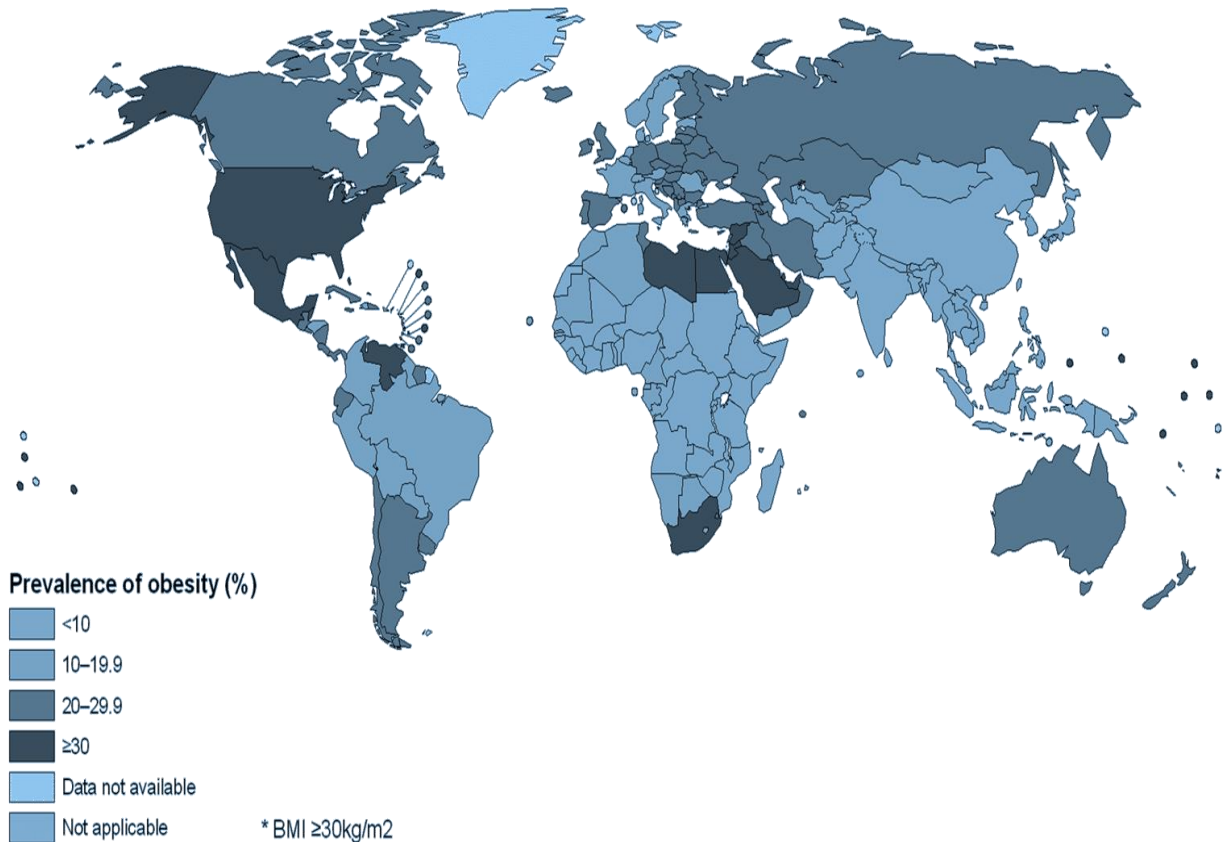 Prevalence of obesity (%)
<10
10–19.9
20–29.9
≥30
Data not available
Not applicable
* BMI ≥30kg/m2